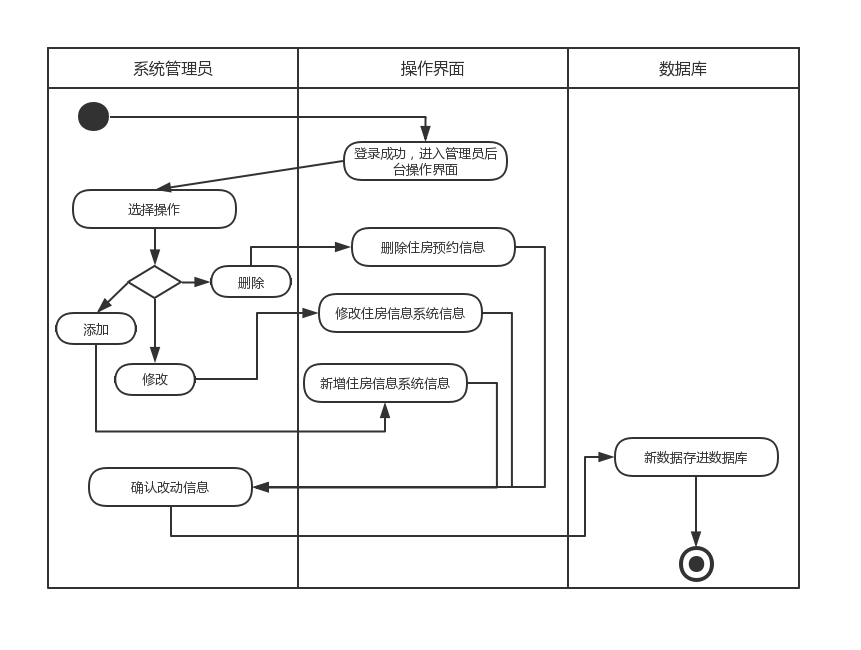 系统管理员
操作界面
数据库
登录成功，进入管理员后
台操作界面
选择操作
删除住房预约信息
删除
修改住房信息系统信息
添加
修改
新增住房信息系统信息
新数据存进数据库
确认改动信息